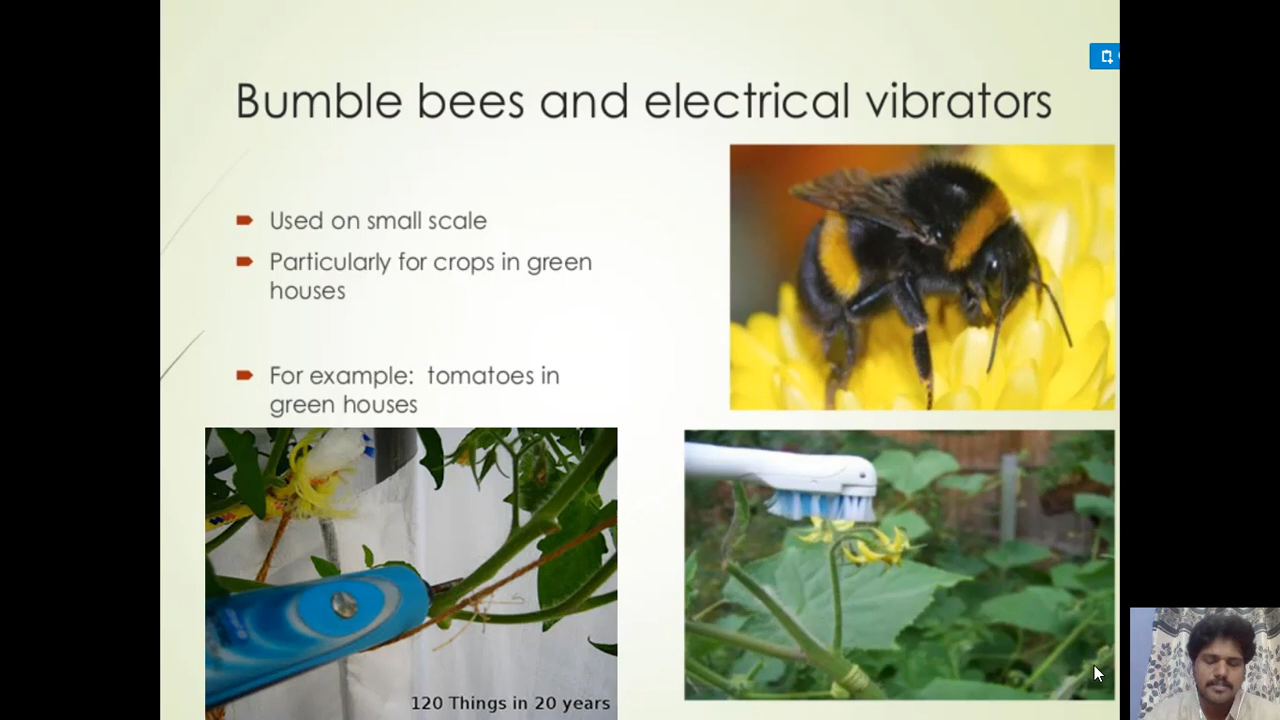 Bumble bees and electrical vibrators
Used on small scale
Particularly for crops in green
houses
For example: tomatoes in
green houses
120 Things in 20 years